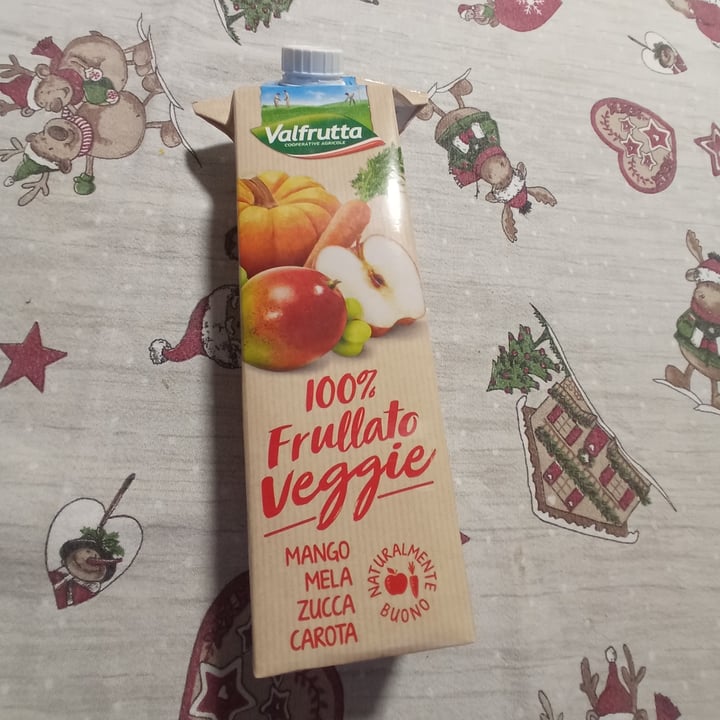 Valfrutta
COOPERATIVE AGRICOLE
100%
Frullato
Veggie
MANGO
MELA
ZUCCA
CAROTA
NATURALMENTE
BUONO